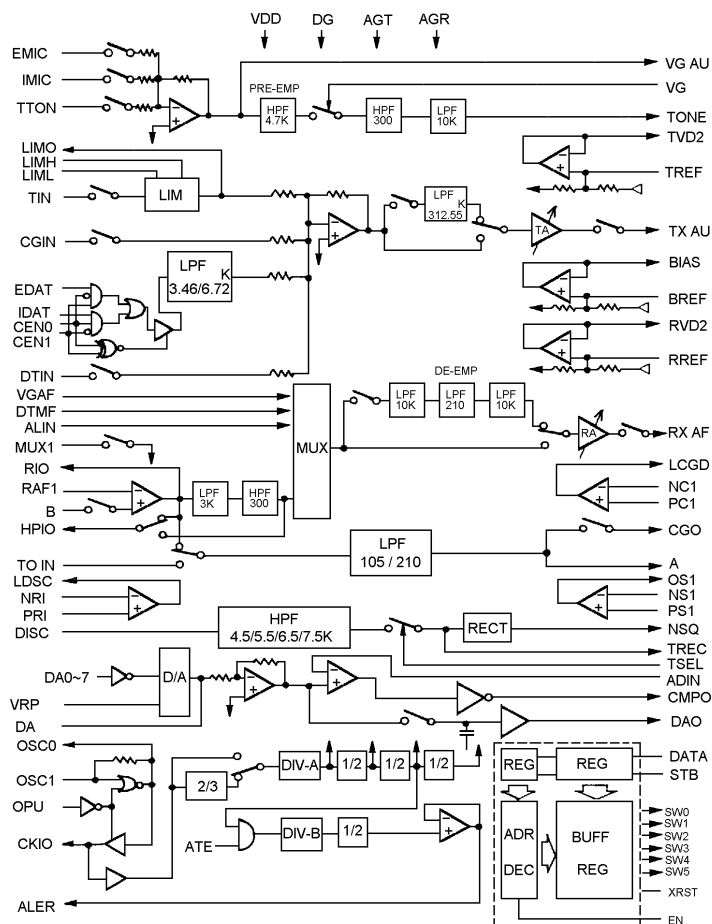 VDD DG AGT AGR
EMIC
IMIC
TTON
VG AU
VG
PRE-EMP
HPF
4.7K
HPF
300
LPF
10K
TONE
LIMO
LIMH
LIML
TIN
LIM
TVD2
TREF
CGIN
LPF
K
312.55
TA
TX AU
LPF
K
3.46/6.72
EDAT
IDAT
CEN0
CEN1
BIAS
BREF
RVD2
RREF
DTIN
VGAF
DTMF
ALIN
MUX1
MUX
DE-EMP
LPF
10K
LPF
210
LPF
10K
RA
RX AF
RIO
RAF1
B
HPIO
LPF
3K
HPF
300
LCGD
NC1
PC1
CGO
TO IN
LPF
105 / 210
A
LDSC
NRI
PRI
OS1
NS1
PS1
DISC
HPF
4.5/5.5/6.5/7.5K
RECT
NSQ
TREC
TSEL
ADIN
DA0~7
D/A
VRP
DA
CMPO
DAO
OSC0
OSC1
OPU
CKIO
2/3
DIV-A
1/2
1/2
1/2
ATE
DIV-B
1/2
ALER
REG
REG
DATA
STB
ADR
DEC
BUFF
REG
SW0
SW1
SW2
SW3
SW4
SW5
XRST
EN